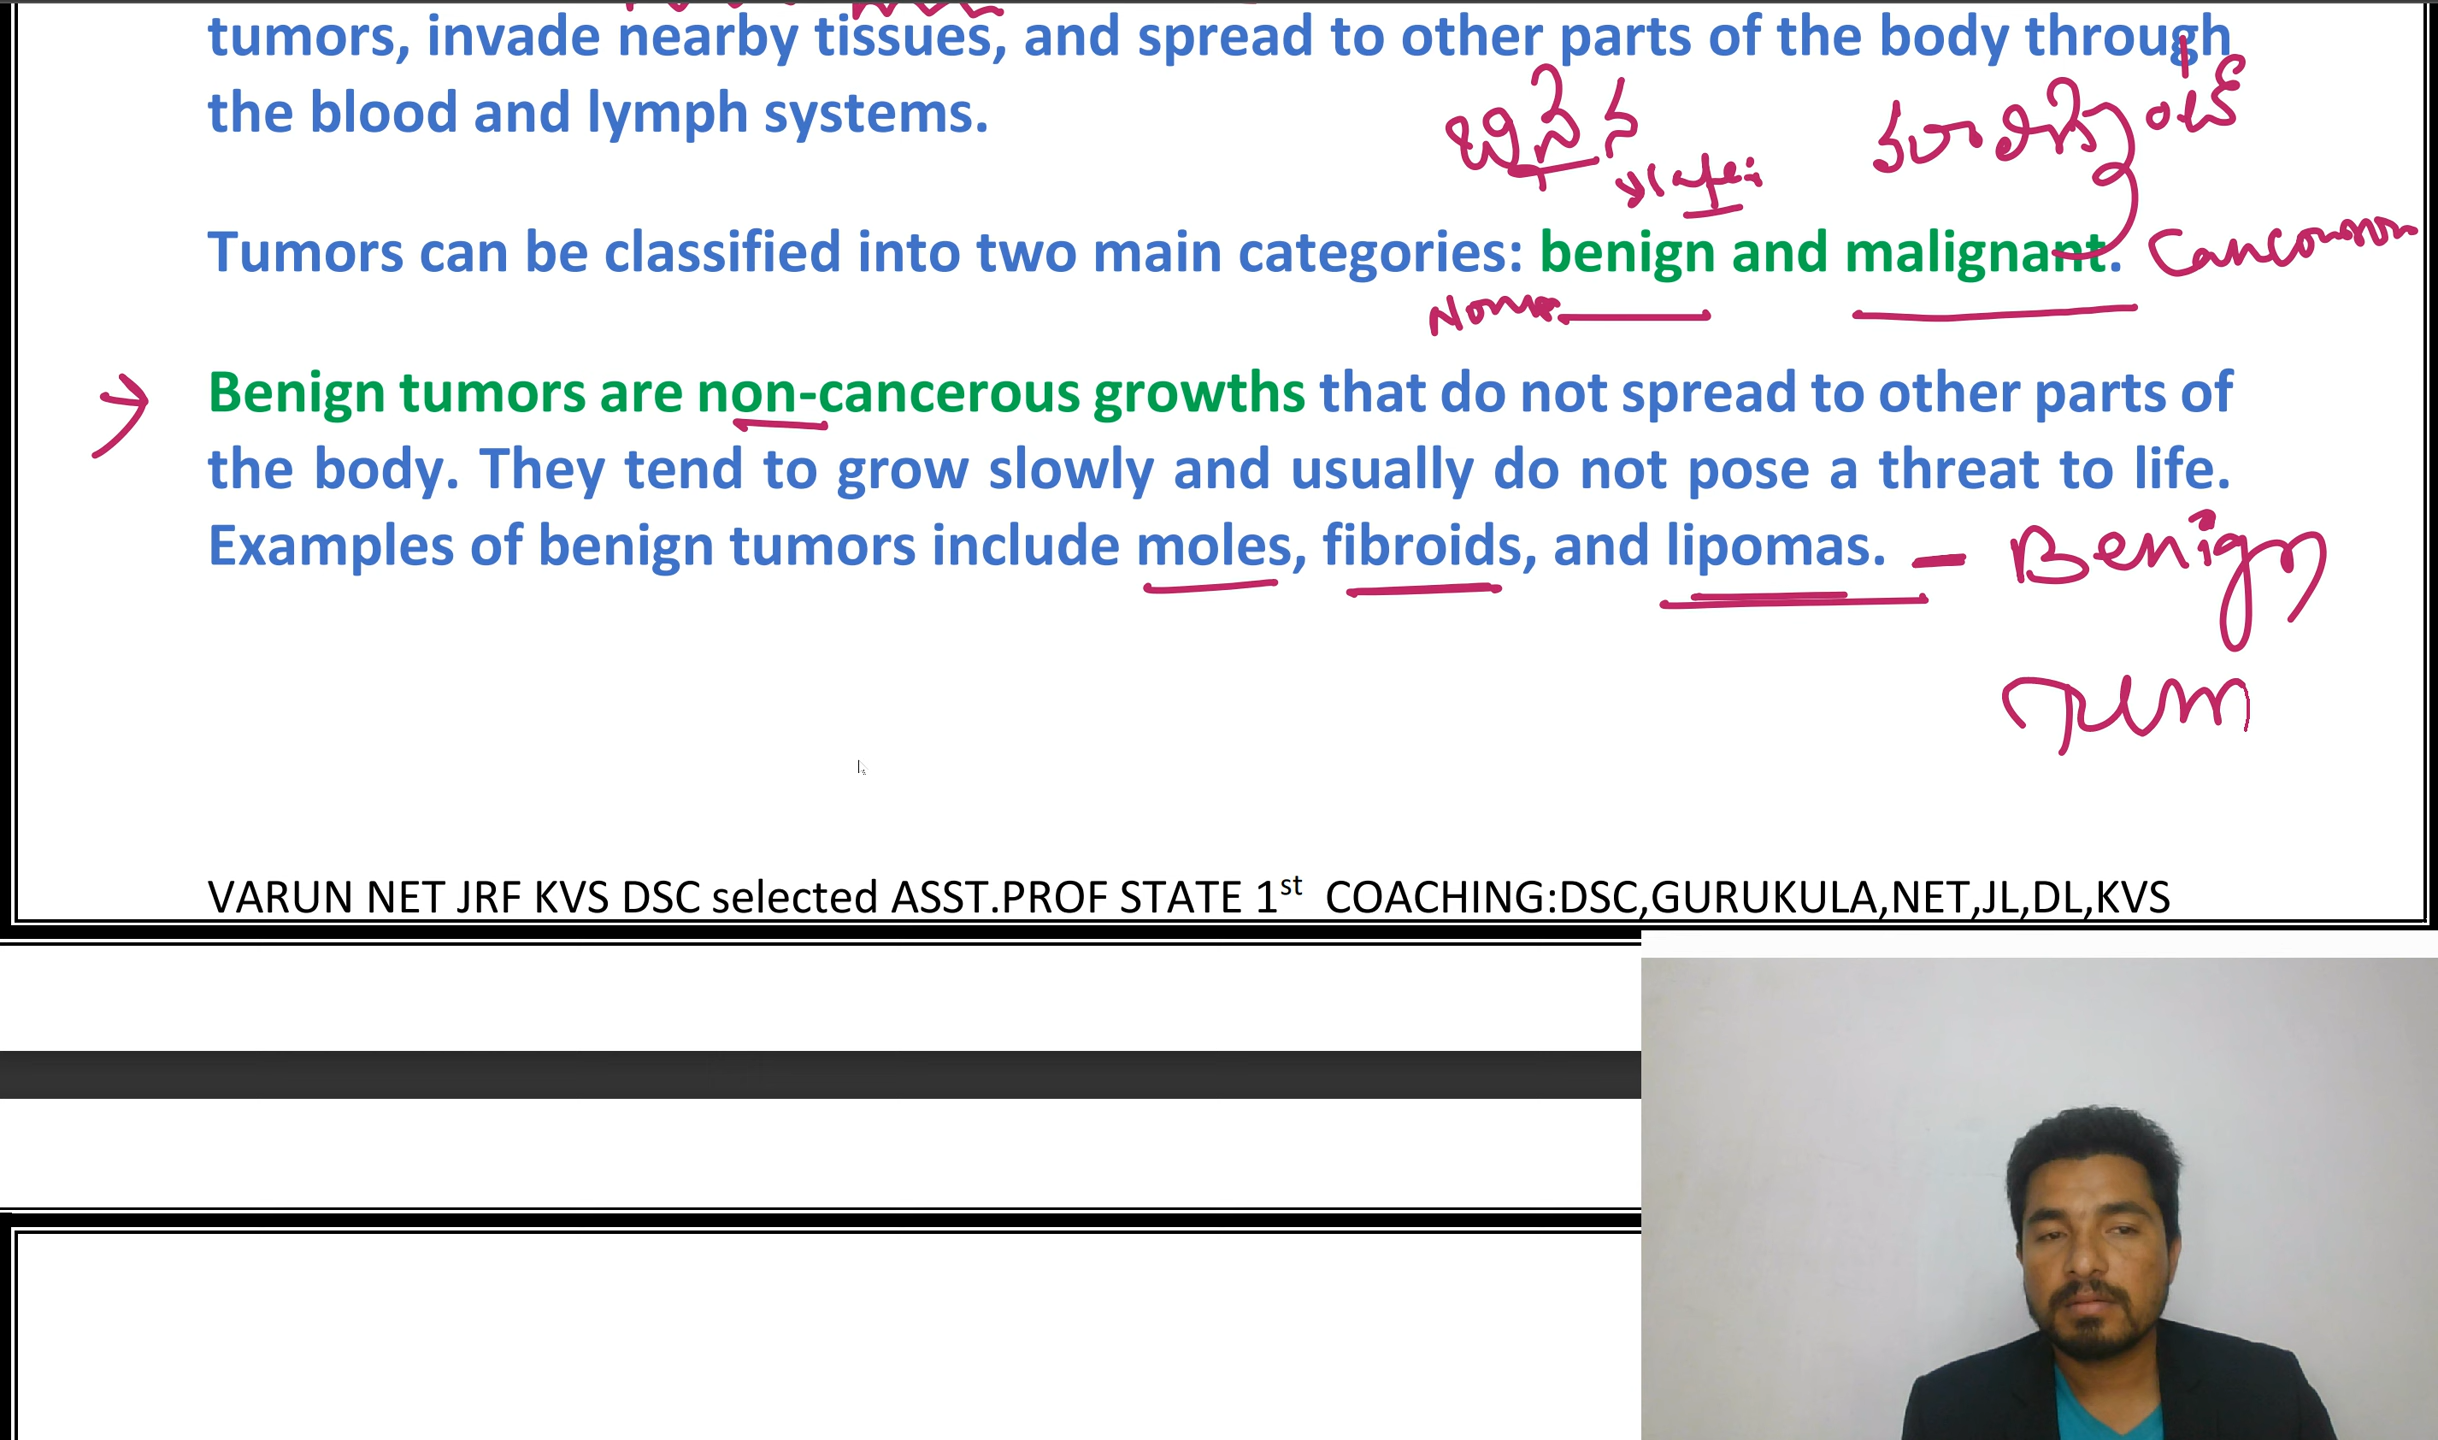 tumors, invade nearby tissues, and spread to other parts of the body through
the blood and lymph systems.
Tumors can be classified into two main categories: benign and malignant.
Benign tumors are non-cancerous growths that do not spread to other parts of
the body. They tend to grow slowly and usually do not pose a threat to life.
Examples of benign tumors include moles, fibroids, and lipomas. - Benign
Tum
VARUN NET JRF KVS DSC selected ASST.PROF STATE 1st COACHING:DSC,GURUKULA,NET,JL,DL,KVS